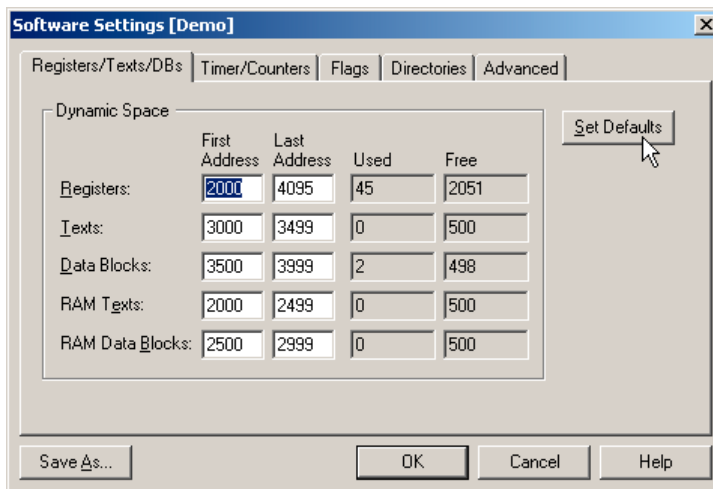 Software Settings [Demo]
Registers/Texts/DBs Timer/Counters Flags Directories Advanced
Dynamic Space
Set Defaults
First Last
Address Address Used Free
Registers: 2000 4095 45 2051
Texts: 3000 3499 0 500
Data Blocks: 3500 3999 2 498
RAM Texts: 2000 2499 0 500
RAM Data Blocks: 2500 2999 0 500
Save As... OK Cancel Help